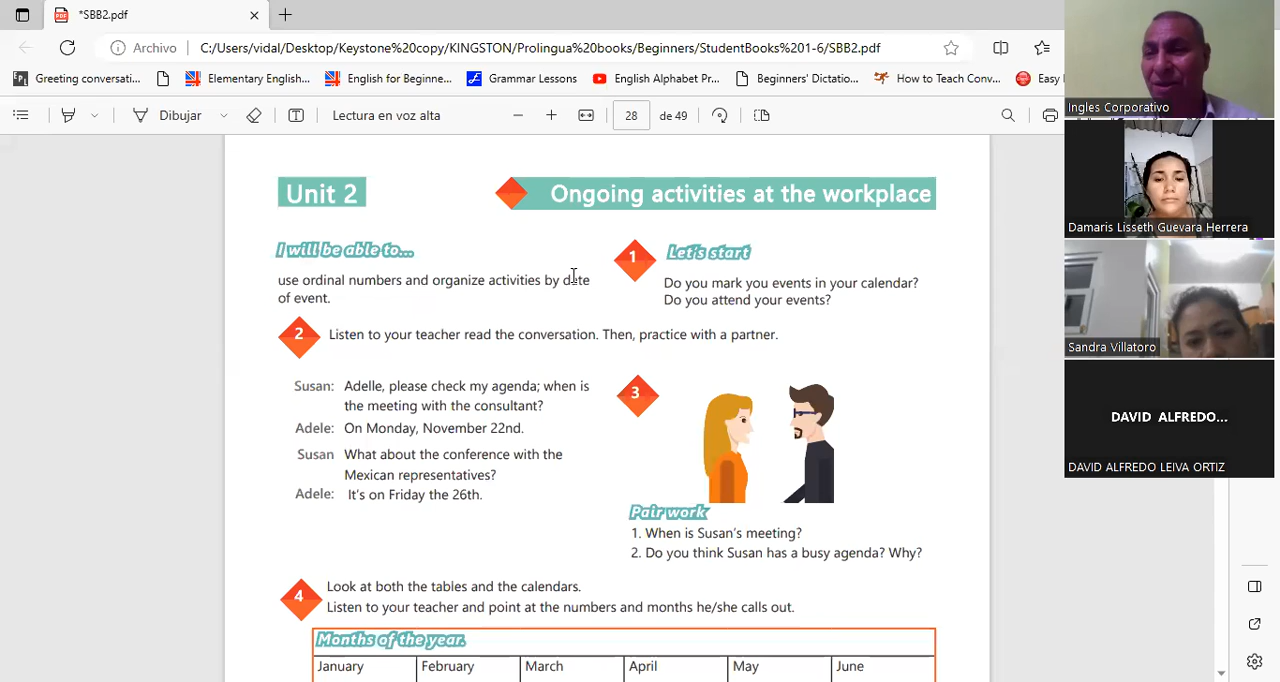 *SBB2.pdf
Archivo
C:/Users/vidal/Desktop/Keystone%20copy/KINGSTON/Prolingua%20books/Beginners/StudentBooks%201-6/SBB2.pdf
Greeting conversati...
Elementary English...
English for Beginne...
Grammar Lessons
English Alphabet Pr...
Beginners' Dictatio...
How to Teach Conv...
Easy
Dibujar
Lectura en voz alta
28 de 49
Unit 2
Ongoing activities at the workplace
I will be able to...
use ordinal numbers and organize activities by date
of event.
1
Let's start
Do you mark you events in your calendar?
Do you attend your events?
2
Listen to your teacher read the conversation. Then, practice with a partner.
Susan: Adelle, please check my agenda; when is
the meeting with the consultant?
Adele: On Monday, November 22nd.
Susan What about the conference with the
Mexican representatives?
Adele: It's on Friday the 26th.
3
Pair work
1. When is Susan's meeting?
2. Do you think Susan has a busy agenda? Why?
4
Look at both the tables and the calendars.
Listen to your teacher and point at the numbers and months he/she calls out.
Months of the year.
January February March April May June
Ingles Corporativo
Damaris Lisseth Guevara Herrera
Sandra Villatoro
DAVID ALFREDO...
DAVID ALFREDO LEIVA ORTIZ